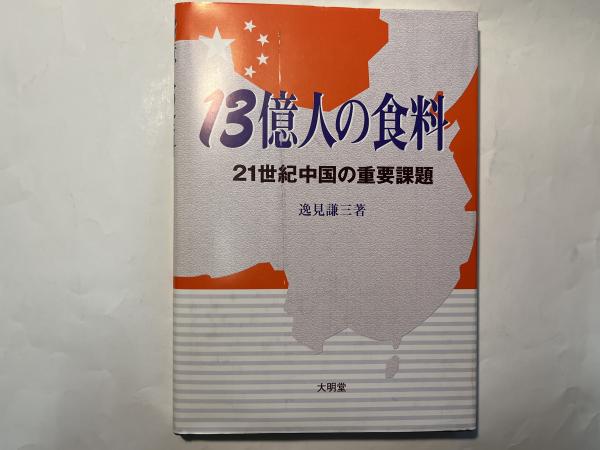 13億人の食料
21世紀中国の重要課題
逸見謙三著
大明堂